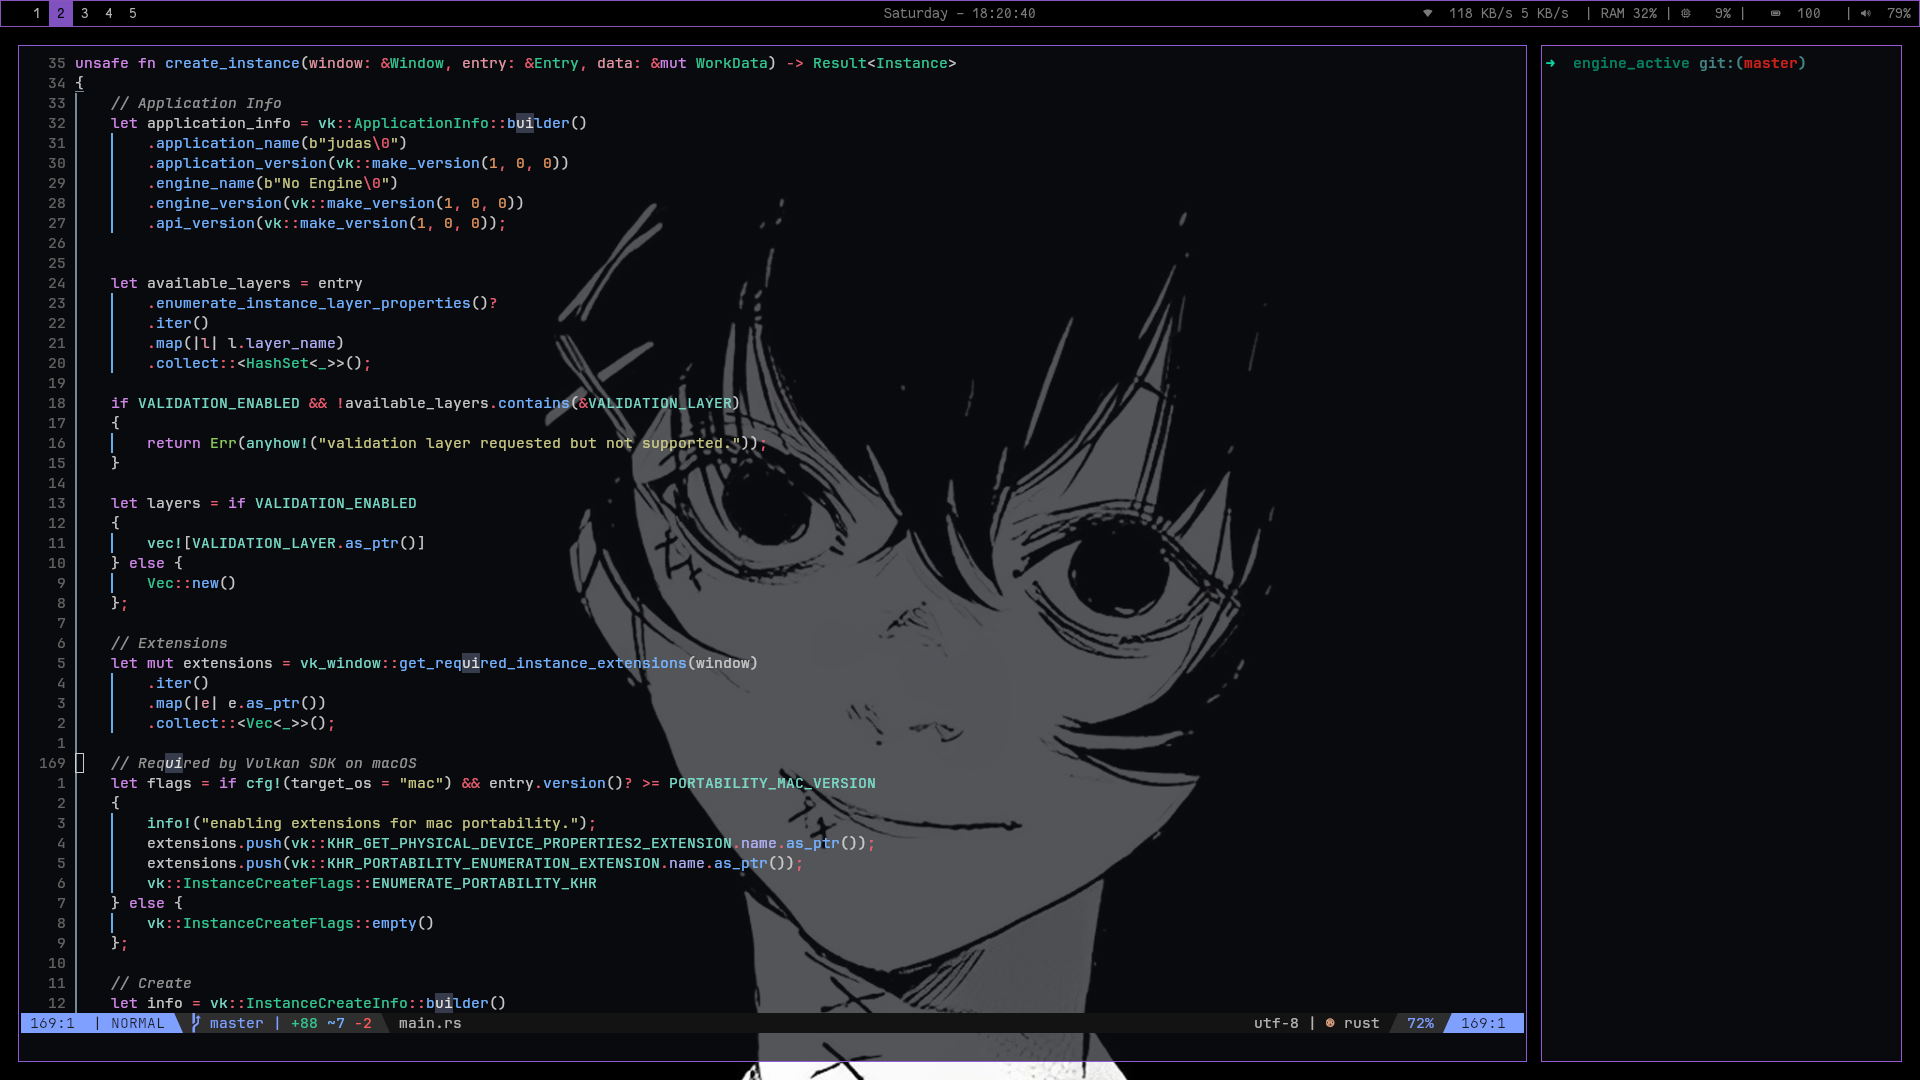 1 2 3 4 5 Saturday - 18:20:40 118 KB/s 5 KB/s | RAM 32% | 9% | 100 | 79%
35 unsafe fn create_instance(window: &Window, entry: &Entry, data: &mut WorkData) -> Result<Instance>
34 {
33 // Application Info
32 let application_info = vk::ApplicationInfo::builder()
31 .application_name(b"judas\0")
30 .application_version(vk::make_version(1, 0, 0))
29 .engine_name(b"No Engine\0")
28 .engine_version(vk::make_version(1, 0, 0))
27 .api_version(vk::make_version(1, 0, 0));
26
25
24 let available_layers = entry
23 .enumerate_instance_layer_properties()?
22 .iter()
21 .map(|l| l.layer_name)
20 .collect::<HashSet<_>>();
19
18 if VALIDATION_ENABLED && !available_layers.contains(&VALIDATION_LAYER)
17 {
16 return Err(anyhow!("validation layer requested but not supported."));
15 }
14
13 let layers = if VALIDATION_ENABLED
12 {
11 vec![VALIDATION_LAYER.as_ptr()]
10 } else {
9 Vec::new()
8 };
7
6 // Extensions
5 let mut extensions = vk_window::get_required_instance_extensions(window)
4 .iter()
3 .map(|e| e.as_ptr())
2 .collect::<Vec<_>>();
1
169 // Required by Vulkan SDK on macOS
1 let flags = if cfg!(target_os = "mac") && entry.version()? >= PORTABILITY_MAC_VERSION
2 {
3 info!("enabling extensions for mac portability.");
4 extensions.push(vk::KHR_GET_PHYSICAL_DEVICE_PROPERTIES2_EXTENSION.name.as_ptr());
5 extensions.push(vk::KHR_PORTABILITY_ENUMERATION_EXTENSION.name.as_ptr());
6 vk::InstanceCreateFlags::ENUMERATE_PORTABILITY_KHR
7 } else {
8 vk::InstanceCreateFlags::empty()
9 };
10
11 // Create
12 let info = vk::InstanceCreateInfo::builder()
169:1 | NORMAL master | +88 ~7 -2 main.rs utf-8 | rust 72% 169:1
➜ engine_active git:(master)